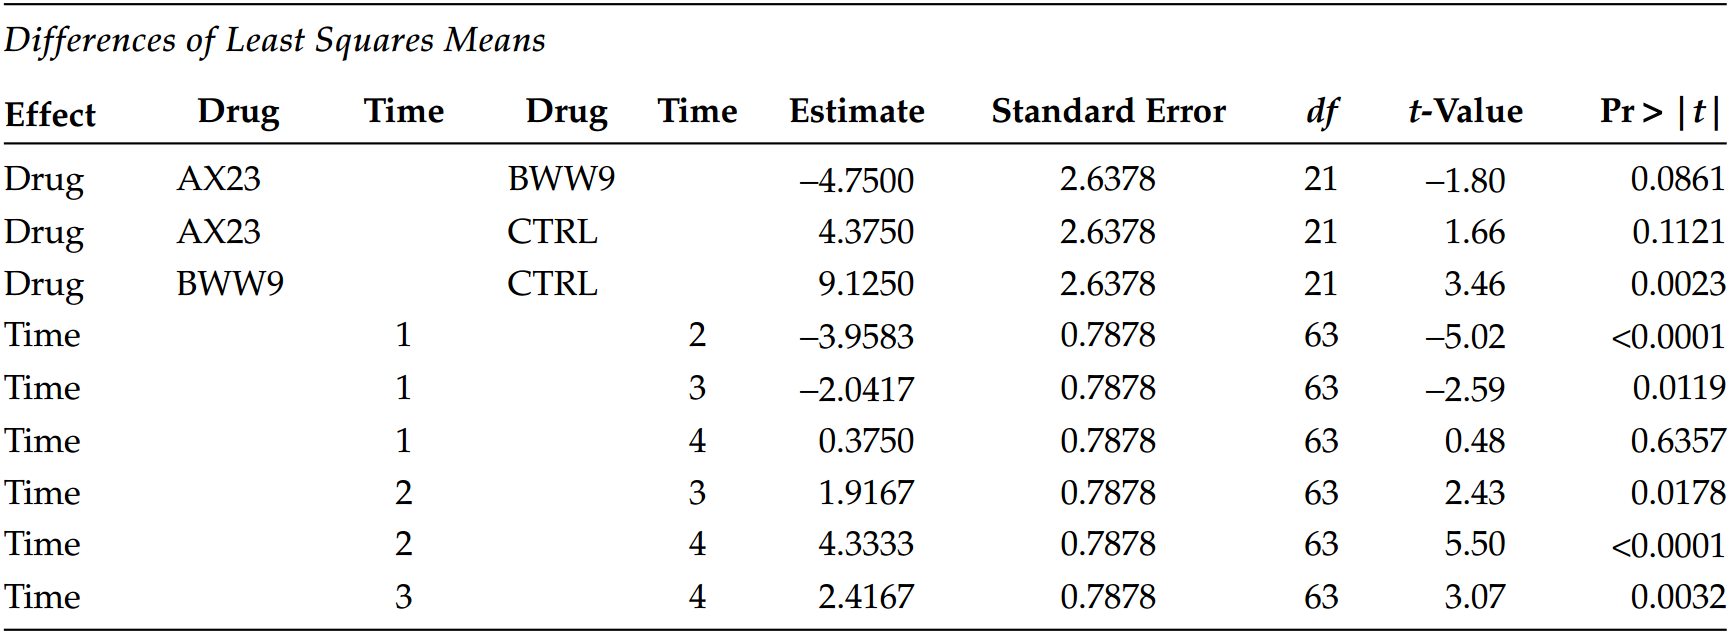 Differences of Least Squares Means
Effect Drug Time Drug Time Estimate Standard Error df t-Value Pr > |t|
Drug AX23 BWW9 –4.7500 2.6378 21 –1.80 0.0861
Drug AX23 CTRL 4.3750 2.6378 21 1.66 0.1121
Drug BWW9 CTRL 9.1250 2.6378 21 3.46 0.0023
Time 1 2 –3.9583 0.7878 63 –5.02 <0.0001
Time 1 3 –2.0417 0.7878 63 –2.59 0.0119
Time 1 4 0.3750 0.7878 63 0.48 0.6357
Time 2 3 1.9167 0.7878 63 2.43 0.0178
Time 2 4 4.3333 0.7878 63 5.50 <0.0001
Time 3 4 2.4167 0.7878 63 3.07 0.0032